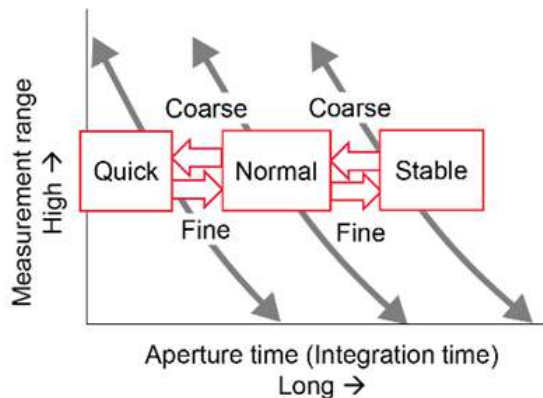 Measurement range
High →
Coarse
Coarse
Quick
Normal
Stable
Fine
Fine
Aperture time (Integration time)
Long →